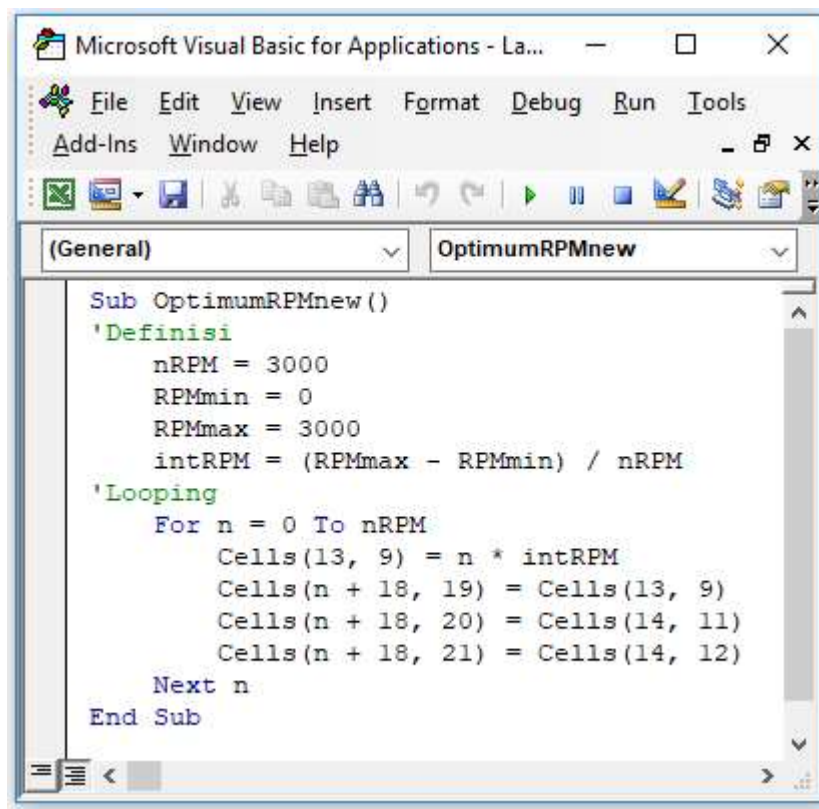 Microsoft Visual Basic for Applications - La...
File Edit View Insert Format Debug Run Tools
Add-Ins Window Help
(General) OptimumRPMnew
Sub OptimumRPMnew()
'Definisi
    nRPM = 3000
    RPMmin = 0
    RPMmax = 3000
    intRPM = (RPMmax - RPMmin) / nRPM
'Looping
    For n = 0 To nRPM
        Cells(13, 9) = n * intRPM
        Cells(n + 18, 19) = Cells(13, 9)
        Cells(n + 18, 20) = Cells(14, 11)
        Cells(n + 18, 21) = Cells(14, 12)
    Next n
End Sub